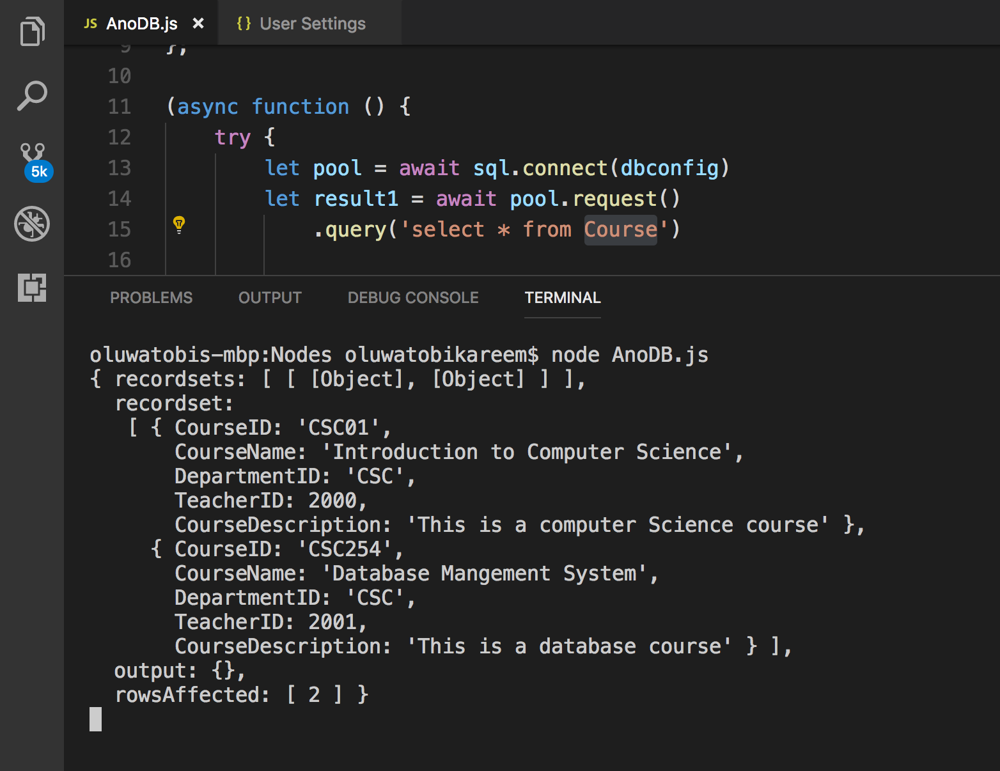 JS AnoDB.js ×
{ } User Settings
9 };
10
11 (async function () {
12 try {
13 let pool = await sql.connect(dbconfig)
14 let result1 = await pool.request()
15 .query('select * from Course')
16
5k
PROBLEMS OUTPUT DEBUG CONSOLE TERMINAL
oluwatobis-mbp:Nodes oluwatobikareem$ node AnoDB.js
{ recordsets: [ [ [Object], [Object] ] ],
recordset:
[ { CourseID: 'CSC01',
CourseName: 'Introduction to Computer Science',
DepartmentID: 'CSC',
TeacherID: 2000,
CourseDescription: 'This is a computer Science course' },
{ CourseID: 'CSC254',
CourseName: 'Database Mangement System',
DepartmentID: 'CSC',
TeacherID: 2001,
CourseDescription: 'This is a database course' } ],
output: {},
rowsAffected: [ 2 ] }